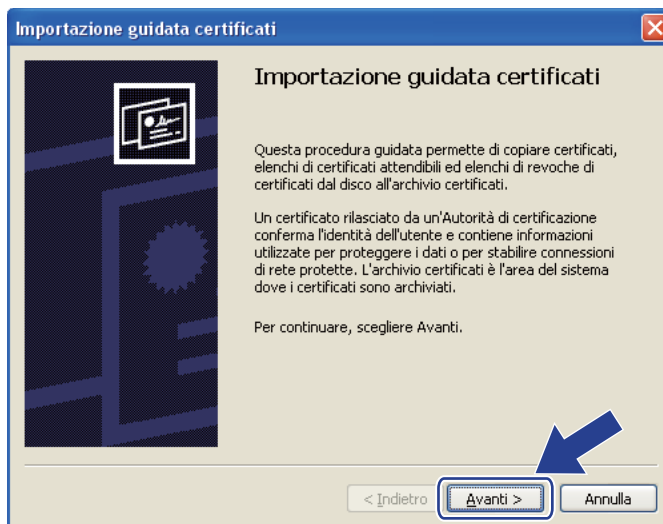 Importazione guidata certificati
Importazione guidata certificati
Questa procedura guidata permette di copiare certificati,
elenchi di certificati attendibili ed elenchi di revoche di
certificati dal disco all'archivio certificati.
Un certificato rilasciato da un'Autorità di certificazione
conferma l'identità dell'utente e contiene informazioni
utilizzate per proteggere i dati o per stabilire connessioni
di rete protette. L'archivio certificati è l'area del sistema
dove i certificati sono archiviati.
Per continuare, scegliere Avanti.
< Indietro Avanti > Annulla